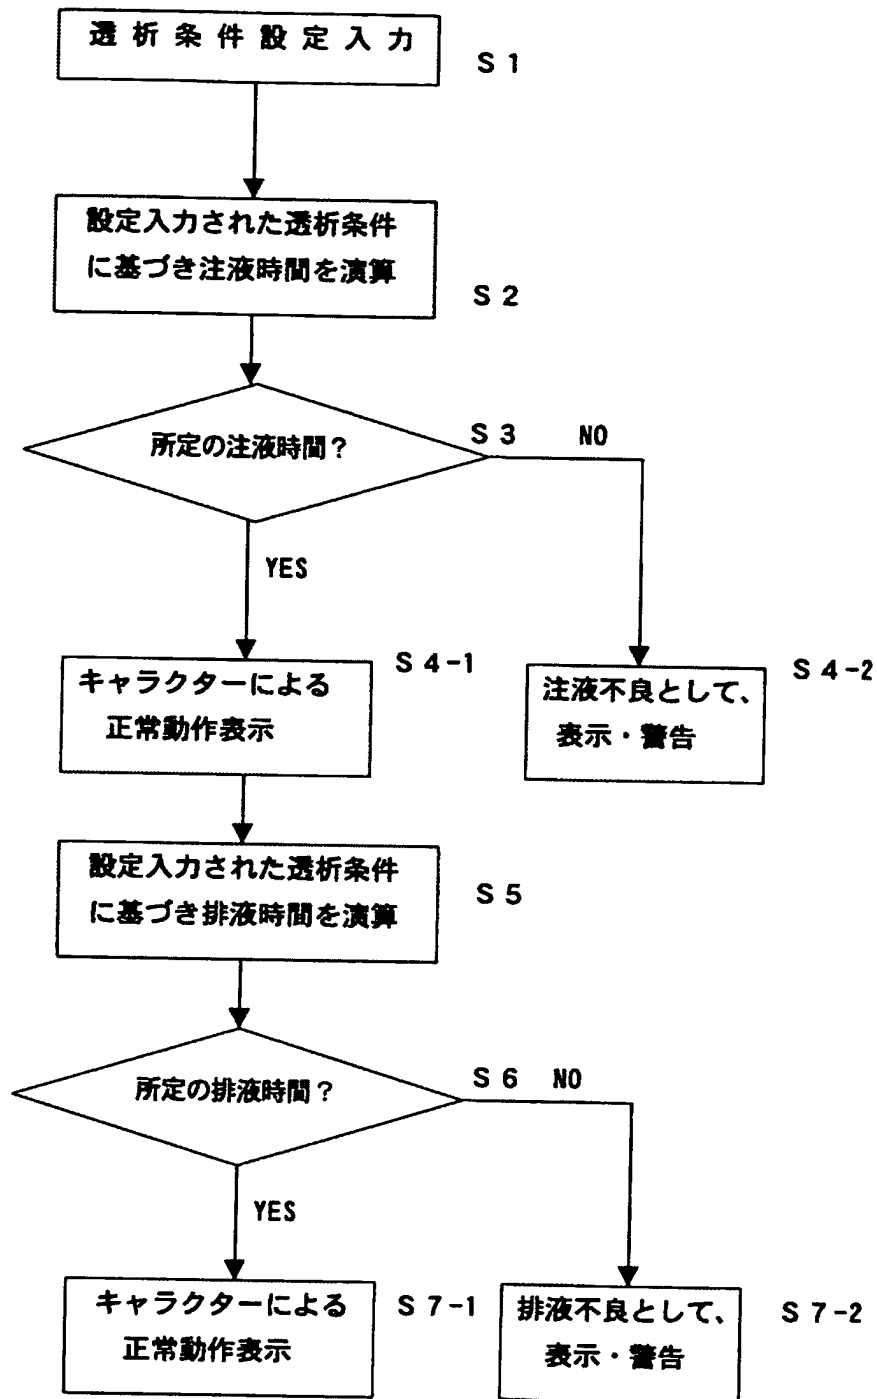 透析条件設定入力
S1
設定入力された透析条件
に基づき注液時間を演算
S2
所定の注液時間？
S3
NO
YES
キャラクターによる
正常動作表示
S4-1
注液不良として、
表示・警告
S4-2
設定入力された透析条件
に基づき排液時間を演算
S5
所定の排液時間？
S6
NO
YES
キャラクターによる
正常動作表示
S7-1
排液不良として、
表示・警告
S7-2